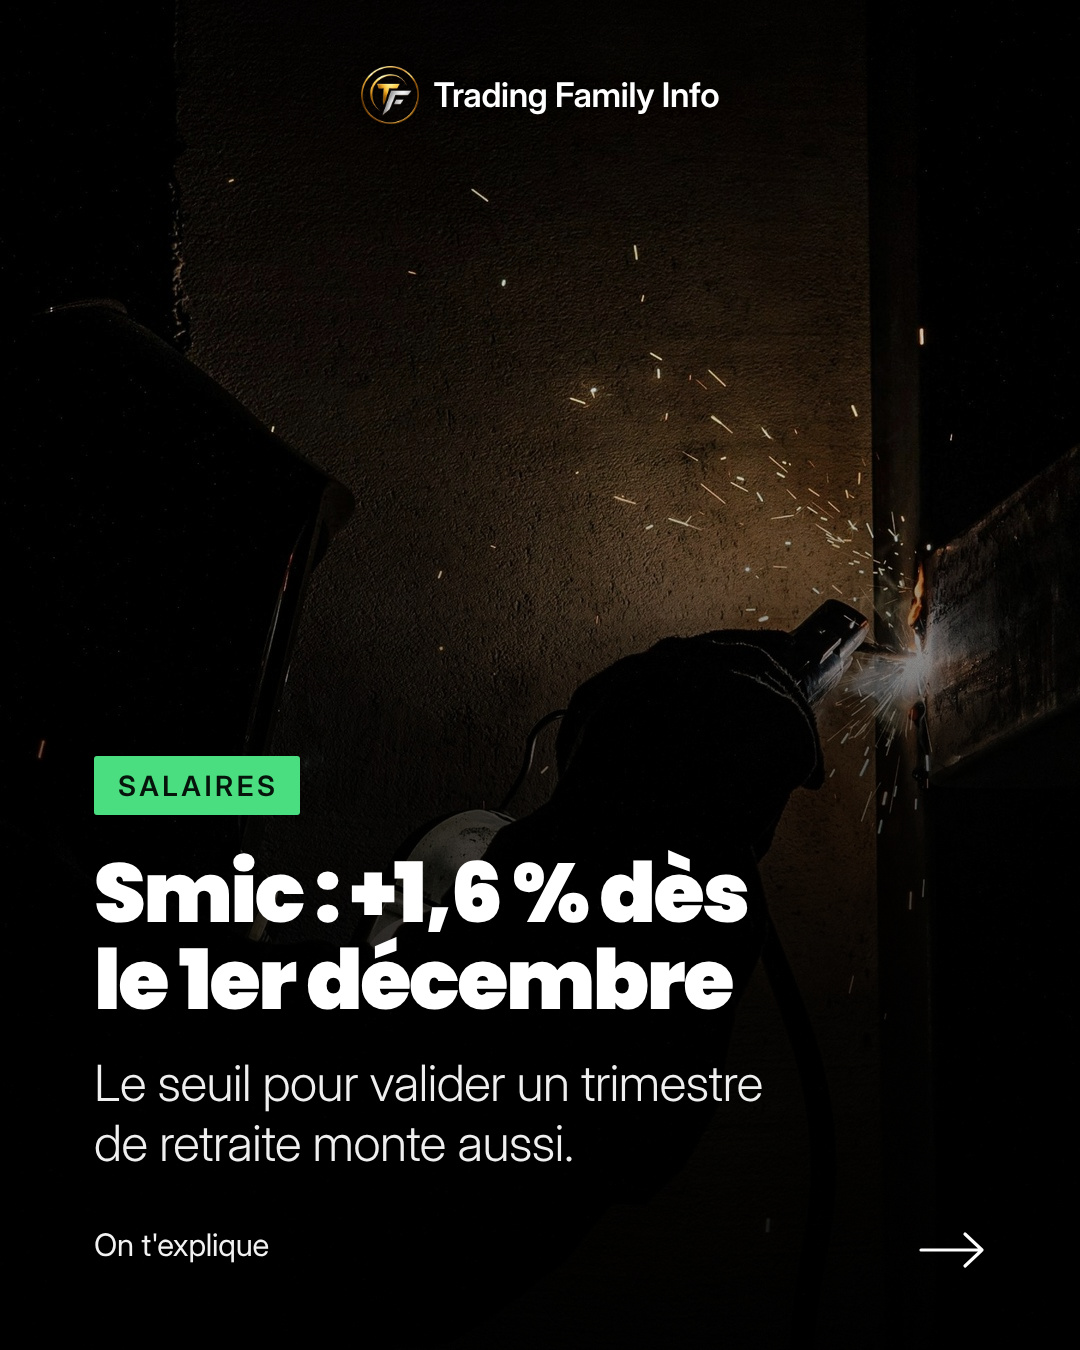 TF Trading Family Info
SALAIRES
Smic : +1,6 % dès
le 1er décembre
Le seuil pour valider un trimestre
de retraite monte aussi.
On t'explique